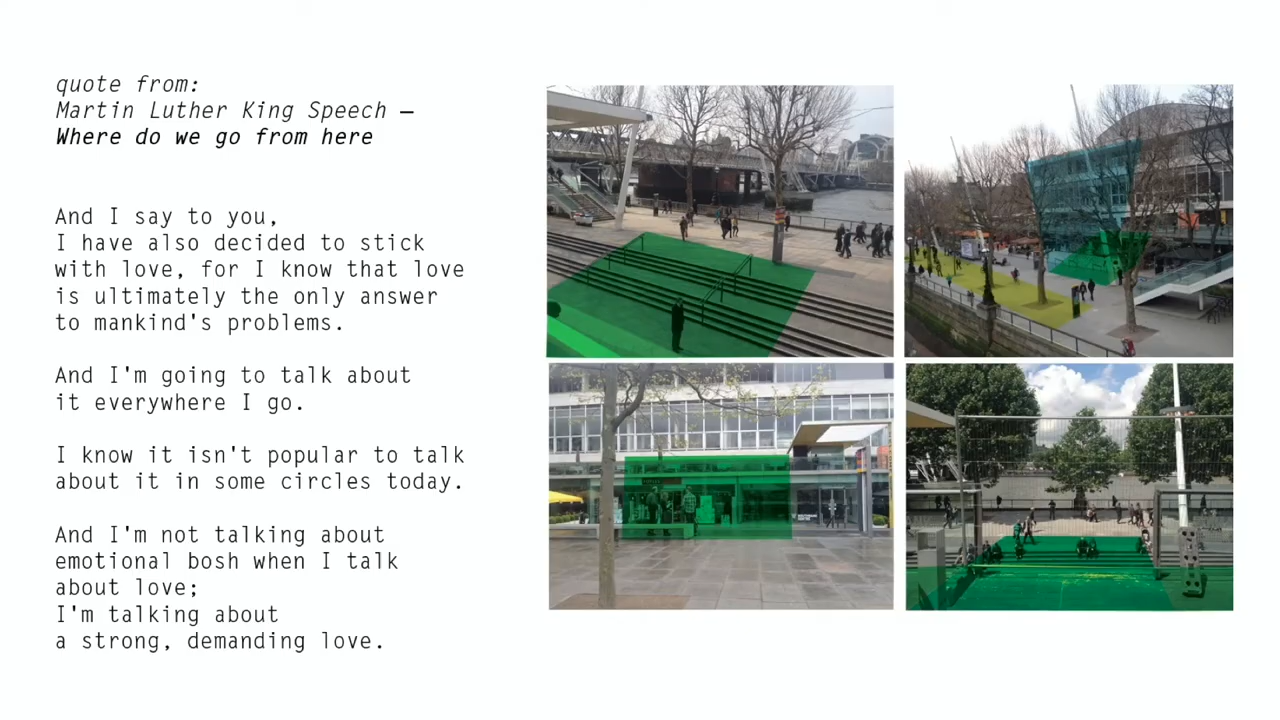 quote from:
Martin Luther King Speech —
Where do we go from here
And I say to you,
I have also decided to stick
with love, for I know that love
is ultimately the only answer
to mankind's problems.
And I'm going to talk about
it everywhere I go.
I know it isn't popular to talk
about it in some circles today.
And I'm not talking about
emotional bosh when I talk
about love;
I'm talking about
a strong, demanding love.